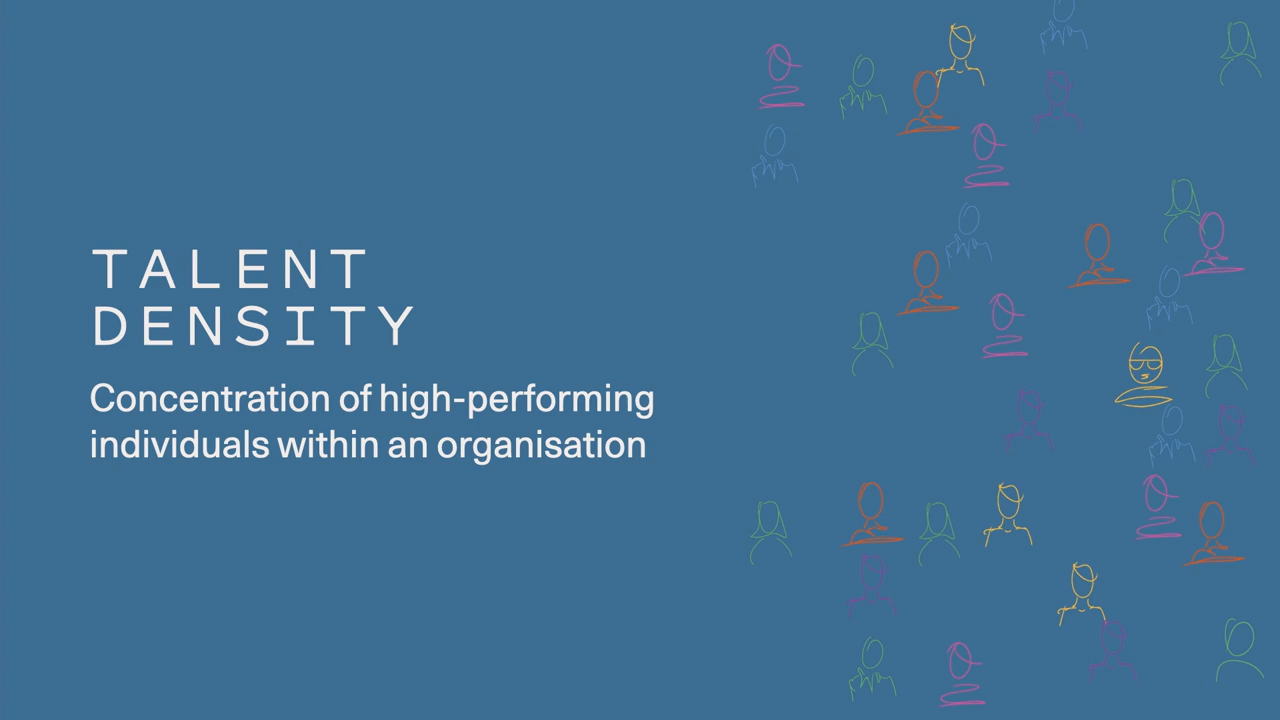 TALENT
DENSITY
Concentration of high-performing
individuals within an organisation